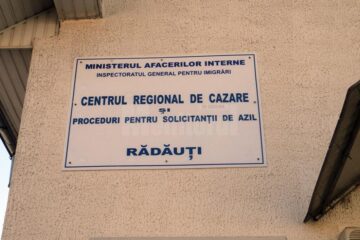 MINISTERUL AFACERILOR INTERNE
INSPECTORATUL GENERAL PENTRU IMIGRĂRI
CENTRUL REGIONAL DE CAZARE
ȘI
PROCEDURI PENTRU SOLICITANȚII DE AZIL
RĂDĂUȚI